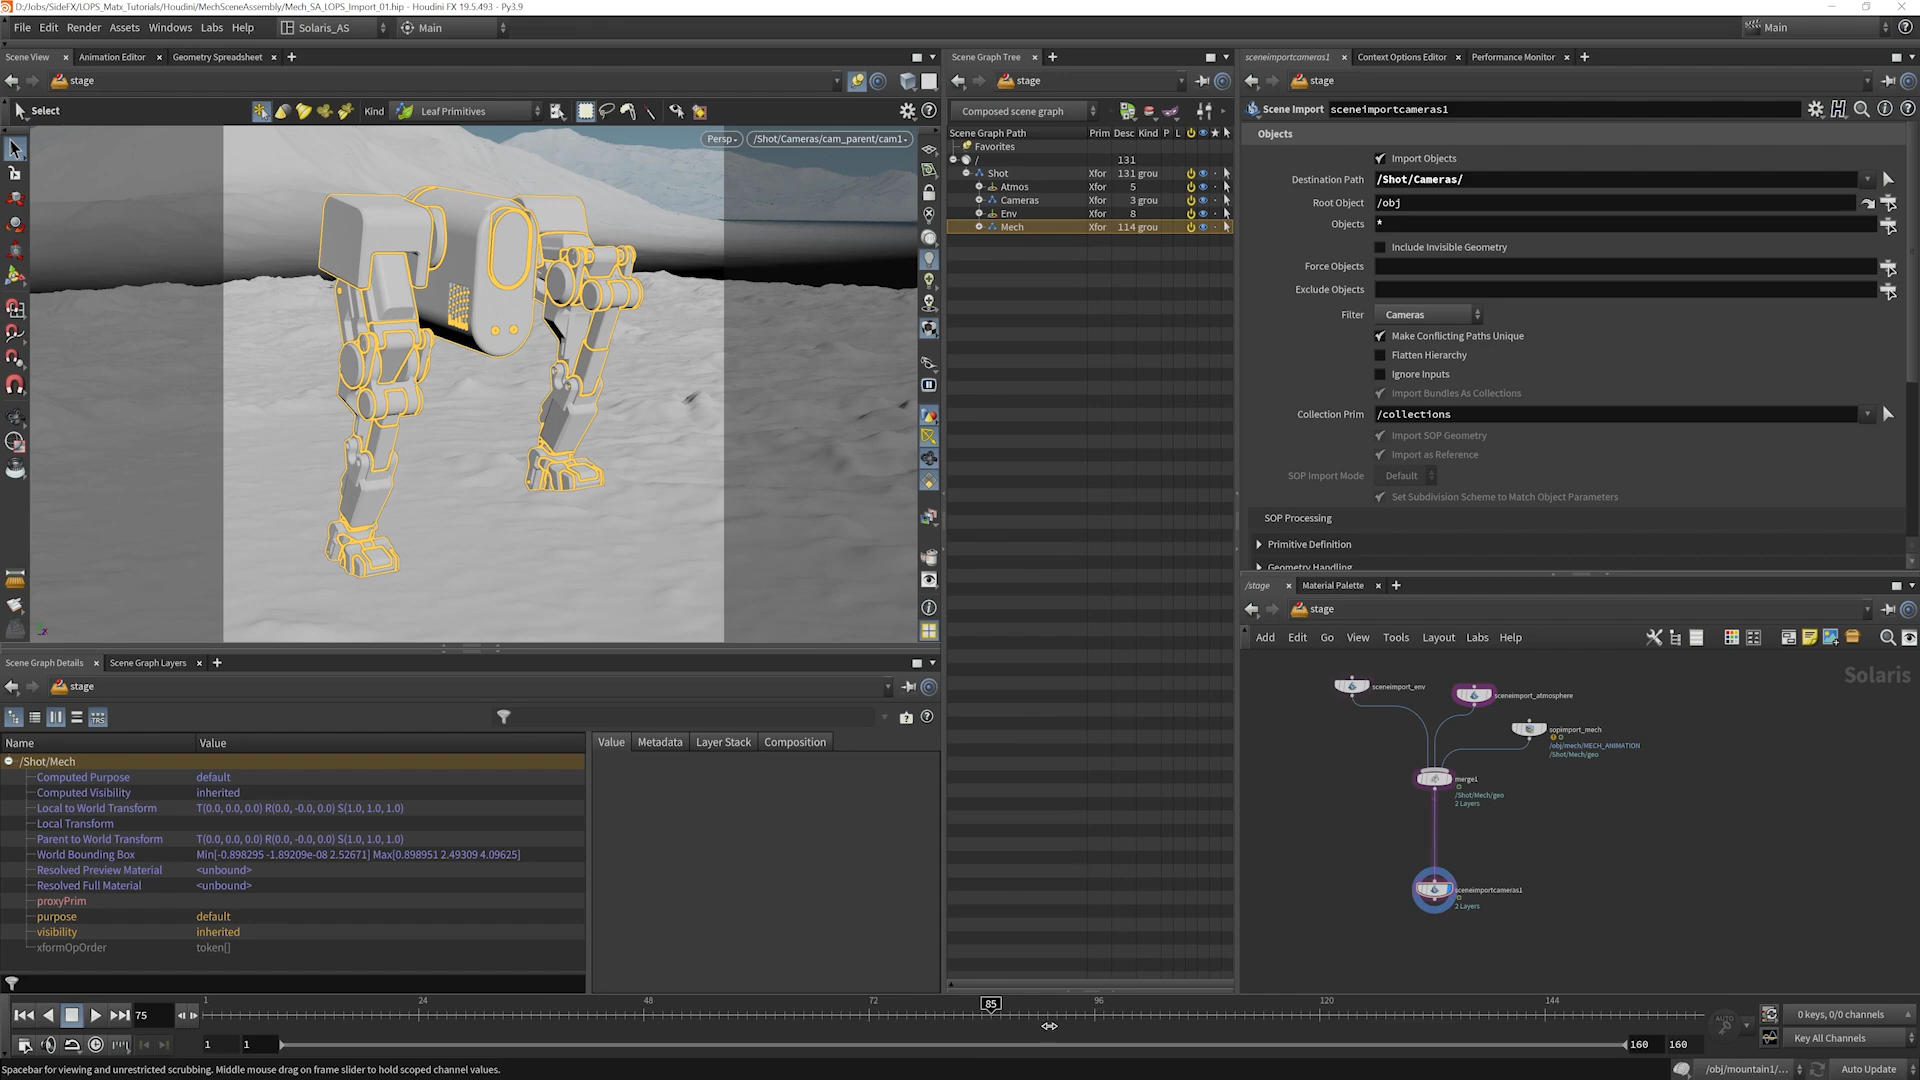 D:/Jobs/SideFX/LOPS_Matx_Tutorials/Houdini/MechSceneAssembly/Mech_SA_LOPS_Import_01.hip - Houdini FX 19.5.493 - Py3.9
File Edit Render Assets Windows Labs Help Solaris_AS Main Main
Scene View Animation Editor Geometry Spreadsheet
stage
Select Kind Leaf Primitives
Persp /Shot/Cameras/cam_parent/cam1
Scene Graph Tree
stage
Composed scene graph
Scene Graph Path Prim Desc Kind P L
Favorites
/ 131
Shot Xfor 131 grou
Atmos Xfor 5
Cameras Xfor 3 grou
Env Xfor 8
Mech Xfor 114 grou
sceneimportcameras1 Context Options Editor Performance Monitor
stage
Scene Import sceneimportcameras1
Objects
Import Objects
Destination Path /Shot/Cameras/
Root Object /obj
Objects *
Include Invisible Geometry
Force Objects
Exclude Objects
Filter Cameras
Make Conflicting Paths Unique
Flatten Hierarchy
Ignore Inputs
Import Bundles As Collections
Collection Prim /collections
Import SOP Geometry
Import as Reference
SOP Import Mode Default
Set Subdivision Scheme to Match Object Parameters
SOP Processing
Primitive Definition
Geometry Handling
/stage Material Palette
stage
Add Edit Go View Tools Layout Labs Help
Solaris
sceneimport_env
sceneimport_atmosphere
sopimport_mech
/obj/mech/MECH_ANIMATION
/Shot/Mech/geo
merge1
/Shot/Mech/geo
2 Layers
sceneimportcameras1
2 Layers
Scene Graph Details Scene Graph Layers
stage
TRS
Name Value
/Shot/Mech
Computed Purpose default
Computed Visibility inherited
Local to World Transform T(0.0, 0.0, 0.0) R(0.0, -0.0, 0.0) S(1.0, 1.0, 1.0)
Local Transform
Parent to World Transform T(0.0, 0.0, 0.0) R(0.0, -0.0, 0.0) S(1.0, 1.0, 1.0)
World Bounding Box Min[-0.898295 -1.89209e-08 2.52671] Max[0.898951 2.49309 4.09625]
Resolved Preview Material <unbound>
Resolved Full Material <unbound>
proxyPrim
purpose default
visibility inherited
xformOpOrder token[]
Value Metadata Layer Stack Composition
75 1 24 48 72 85 96 120 144
0 keys, 0/0 channels
AUTO
1 1 160 160
Key All Channels
Spacebar for viewing and unrestricted scrubbing. Middle mouse drag on frame slider to hold scoped channel values.
/obj/mountain1/... Auto Update